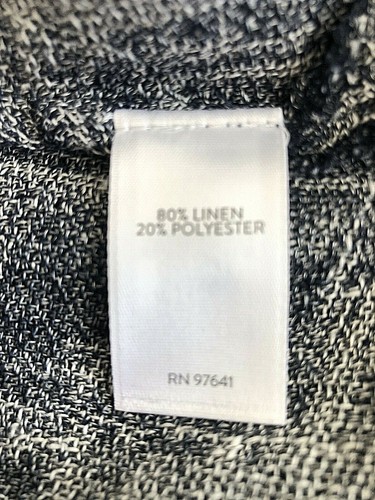 80% LINEN
20% POLYESTER
RN 97641